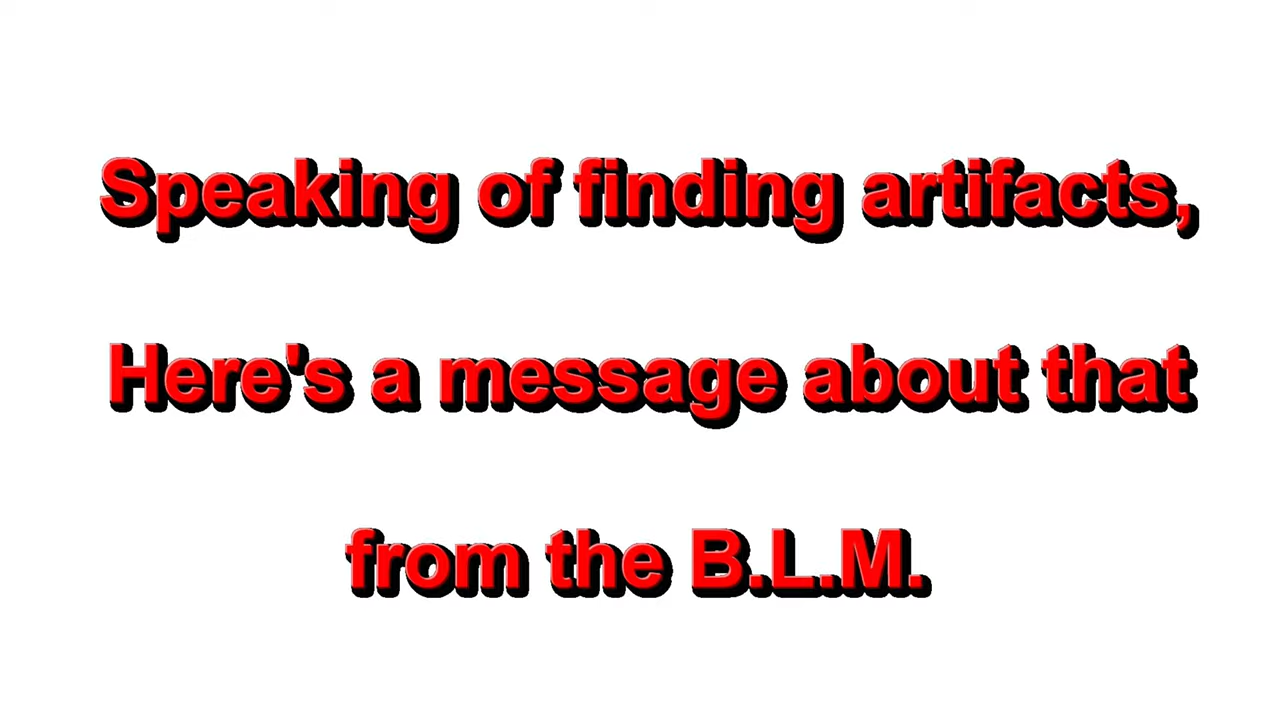 Speaking of finding artifacts,
Here's a message about that
from the B.L.M.